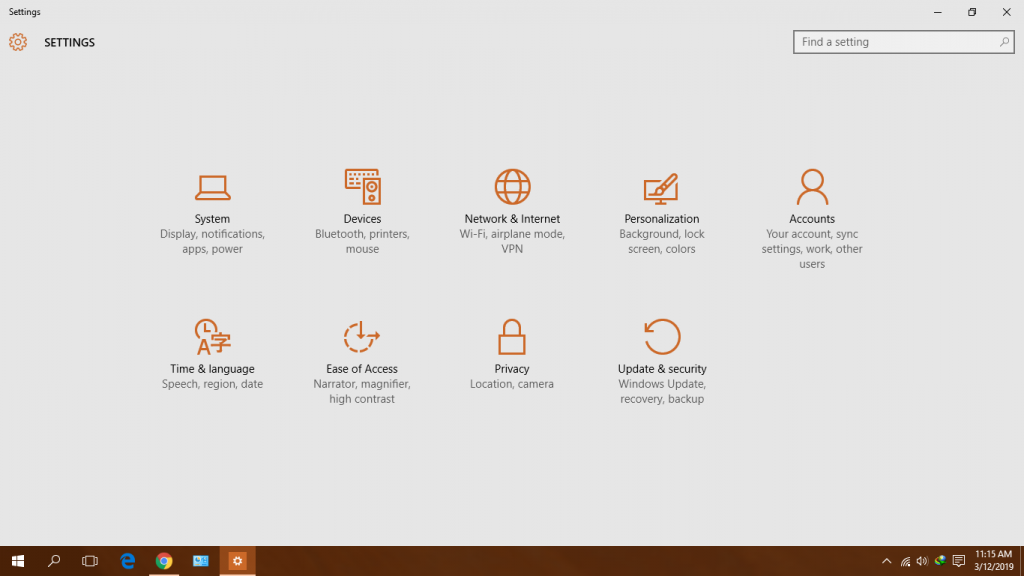 Settings
SETTINGS
Find a setting
System
Display, notifications,
apps, power
Devices
Bluetooth, printers,
mouse
Network & Internet
Wi-Fi, airplane mode,
VPN
Personalization
Background, lock
screen, colors
Accounts
Your account, sync
settings, work, other
users
A字
Time & language
Speech, region, date
Ease of Access
Narrator, magnifier,
high contrast
Privacy
Location, camera
Update & security
Windows Update,
recovery, backup
11:15 AM
3/12/2019